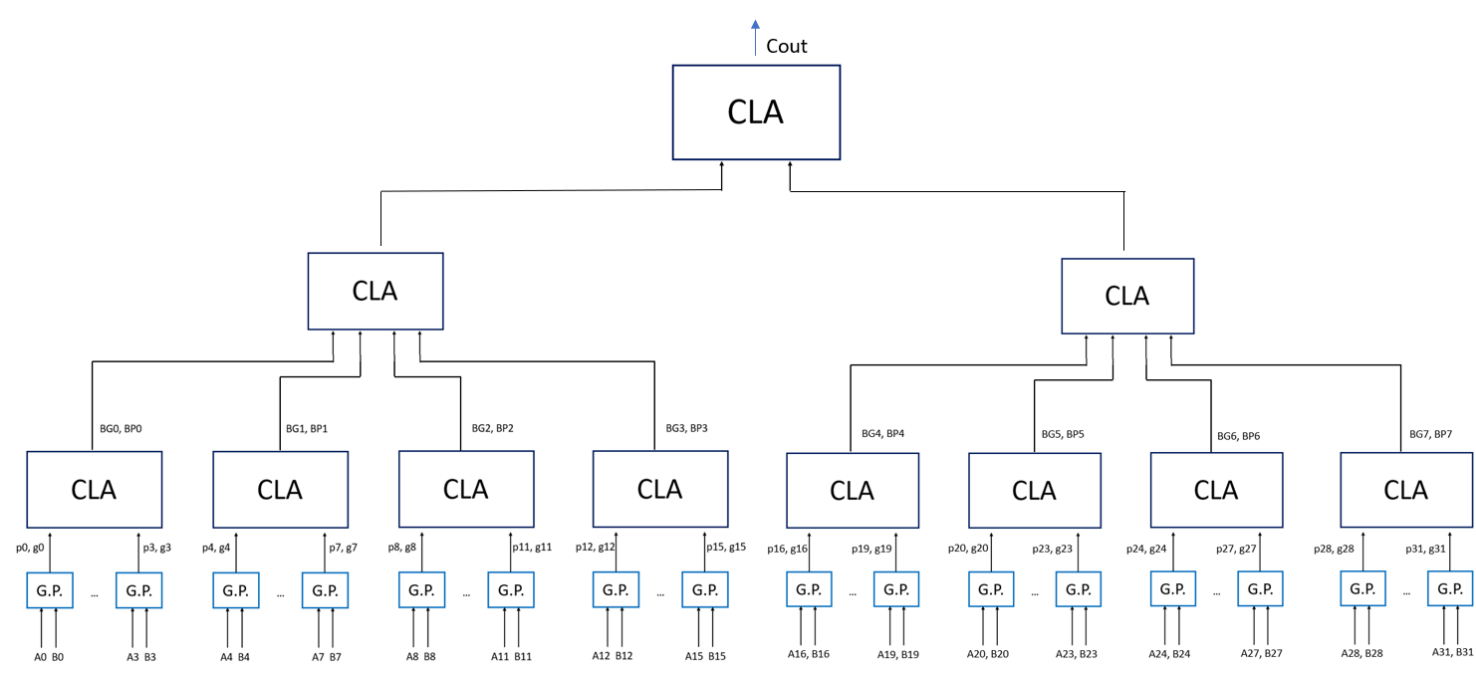 Cout
CLA
CLA
CLA
BG0, BP0
BG1, BP1
BG2, BP2
BG3, BP3
BG4, BP4
BG5, BP5
BG6, BP6
BG7, BP7
CLA
CLA
CLA
CLA
CLA
CLA
CLA
CLA
p0, g0
p3, g3
p4, g4
p7, g7
p8, g8
p11, g11
p12, g12
p15, g15
p16, g16
p19, g19
p20, g20
p23, g23
p24, g24
p27, g27
p28, g28
p31, g31
G.P. ... G.P.
G.P. ... G.P.
G.P. ... G.P.
G.P. ... G.P.
G.P. ... G.P.
G.P. ... G.P.
G.P. ... G.P.
G.P. ... G.P.
A0 B0
A3 B3
A4 B4
A7 B7
A8 B8
A11 B11
A12 B12
A15 B15
A16, B16
A19, B19
A20, B20
A23, B23
A24, B24
A27, B27
A28, B28
A31, B31